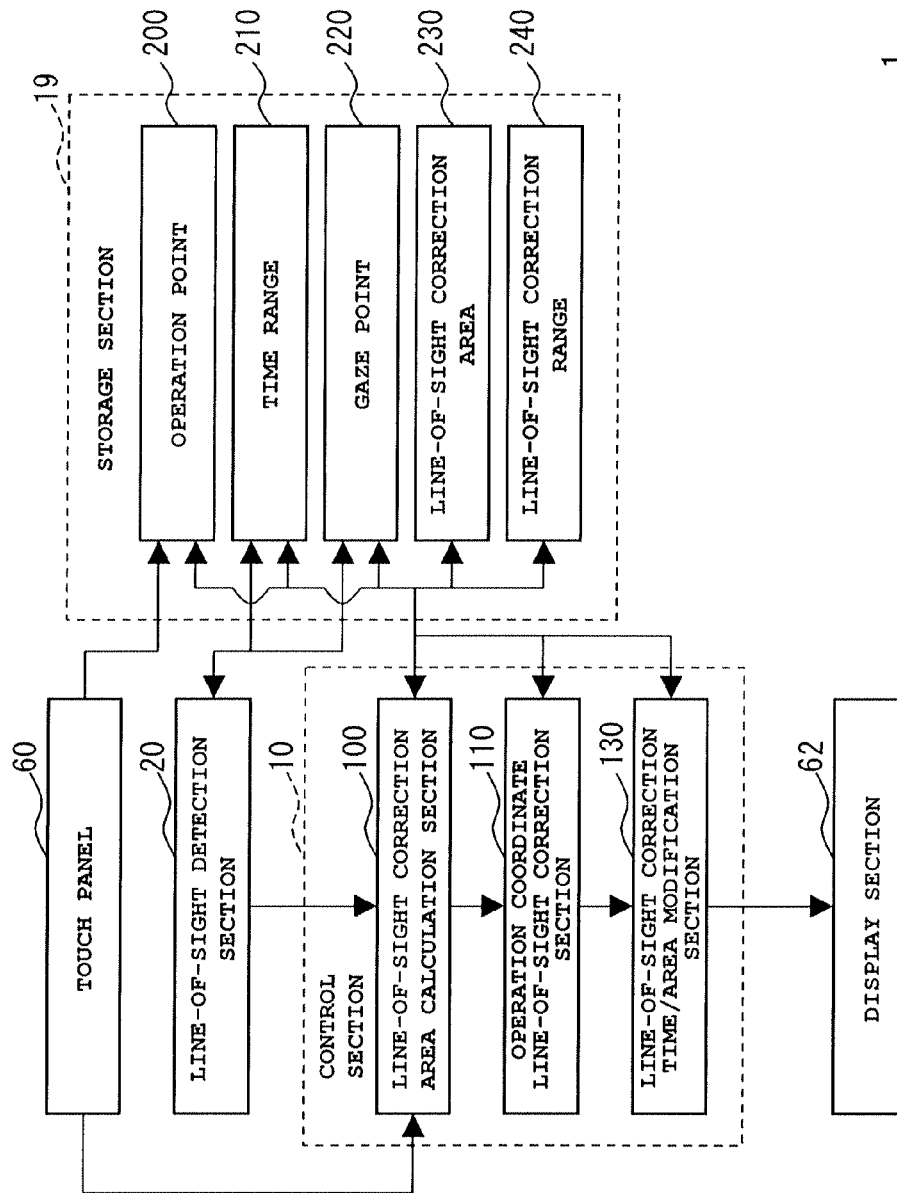 60
TOUCH PANEL
20
LINE-OF-SIGHT DETECTION
SECTION
10
CONTROL
SECTION
100
LINE-OF-SIGHT CORRECTION
AREA CALCULATION SECTION
110
OPERATION COORDINATE
LINE-OF-SIGHT CORRECTION
SECTION
130
LINE-OF-SIGHT CORRECTION
TIME/AREA MODIFICATION
SECTION
62
DISPLAY SECTION
19
STORAGE SECTION
200
OPERATION POINT
210
TIME RANGE
220
GAZE POINT
230
LINE-OF-SIGHT CORRECTION
AREA
240
LINE-OF-SIGHT CORRECTION
RANGE
1